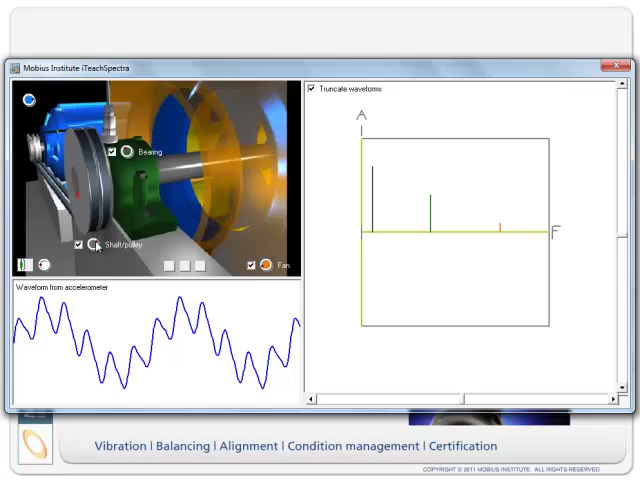 Mobius Institute iTeachSpectra
Truncate waveforms
A
Bearing
F
Shaft/pulley
Fan
Waveform from accelerometer
Vibration | Balancing | Alignment | Condition management | Certification
COPYRIGHT © 2011 MOBIUS INSTITUTE. ALL RIGHTS RESERVED